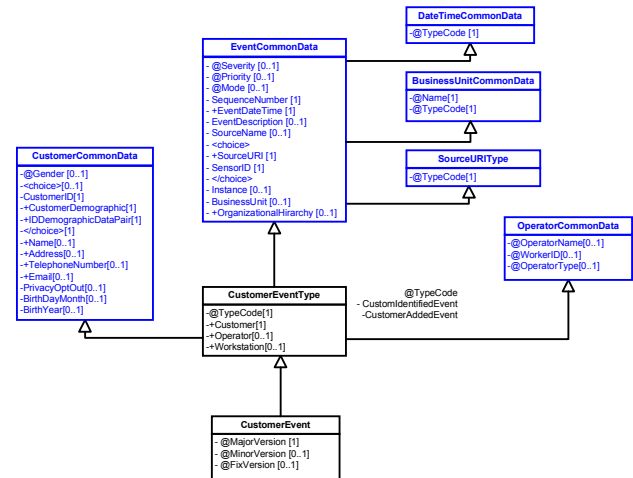 DateTimeCommonData
-@TypeCode [1]
EventCommonData
- @Severity [0..1]
- @Priority [0..1]
- @Mode [0..1]
- SequenceNumber [1]
- +EventDateTime [1]
- EventDescription [0..1]
- SourceName [0..1]
- <choice>
- +SourceURI [1]
- SensorID [1]
- </choice>
- Instance [0..1]
- BusinessUnit [0..1]
- +OrganizationalHirarchy [0..1]
BusinessUnitCommonData
-@Name[1]
-@TypeCode[1]
SourceURIType
-@TypeCode[1]
CustomerCommonData
-@Gender [0..1]
-<choice>[0..1]
-CustomerID[1]
-+CustomerDemographic[1]
-+IDDemographicDataPair[1]
-</choice>[1]
-+Name[0..1]
-+Address[0..1]
-+TelephoneNumber[0..1]
-+Email[0..1]
-PrivacyOptOut[0..1]
-BirthDayMonth[0..1]
-BirthYear[0..1]
OperatorCommonData
-@OperatorName[0..1]
-@WorkerID[0..1]
-@OperatorType[0..1]
CustomerEventType
-@TypeCode[1]
-+Customer[1]
-+Operator[0..1]
-+Workstation[0..1]
@TypeCode
- CustomIdentifiedEvent
-CustomerAddedEvent
CustomerEvent
- @MajorVersion [1]
- @MinorVersion [0..1]
- @FixVersion [0..1]